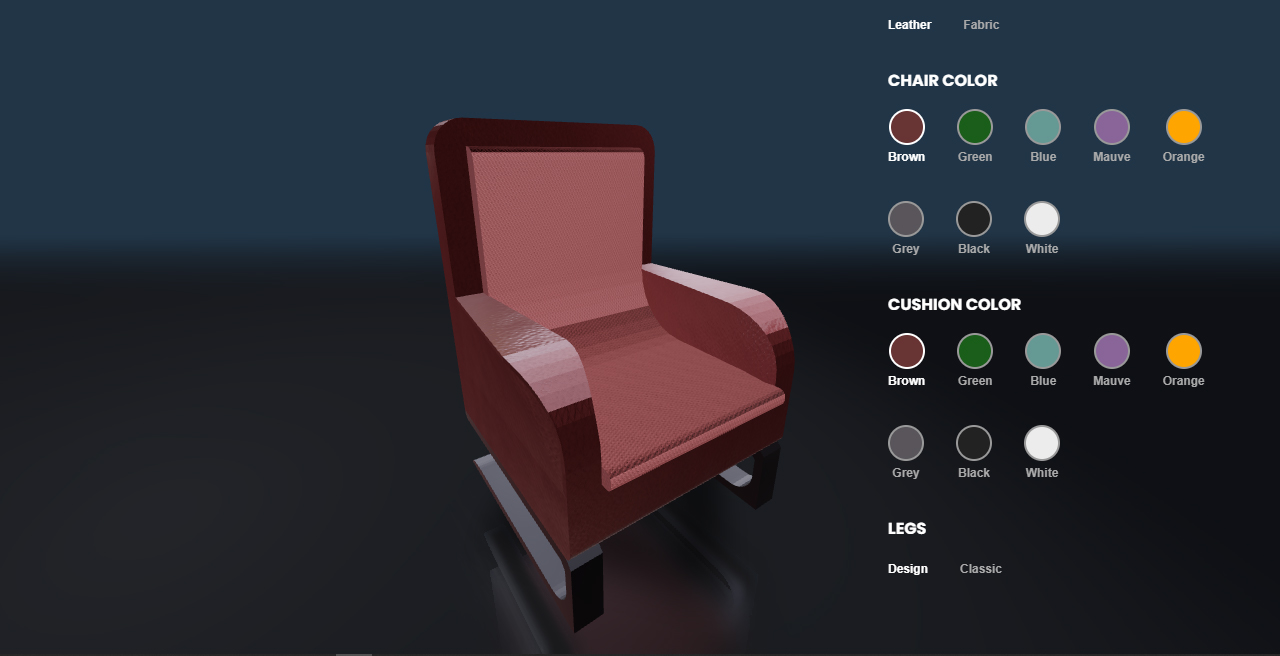 Leather Fabric
CHAIR COLOR
Brown Green Blue Mauve Orange
Grey Black White
CUSHION COLOR
Brown Green Blue Mauve Orange
Grey Black White
LEGS
Design Classic